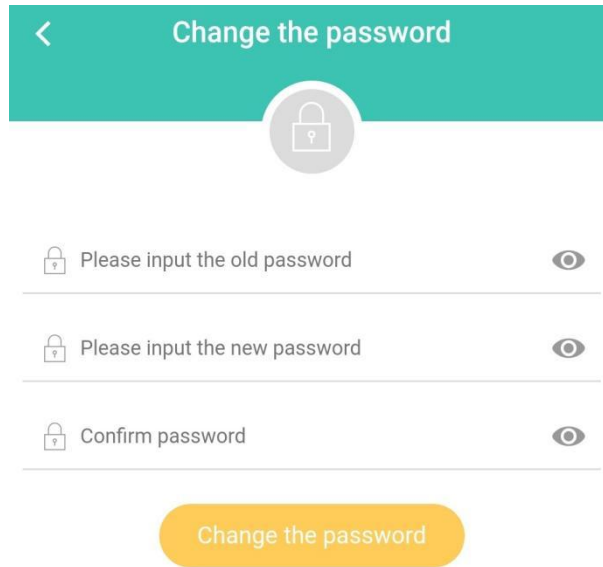 Change the password
Please input the old password
Please input the new password
Confirm password
Change the password